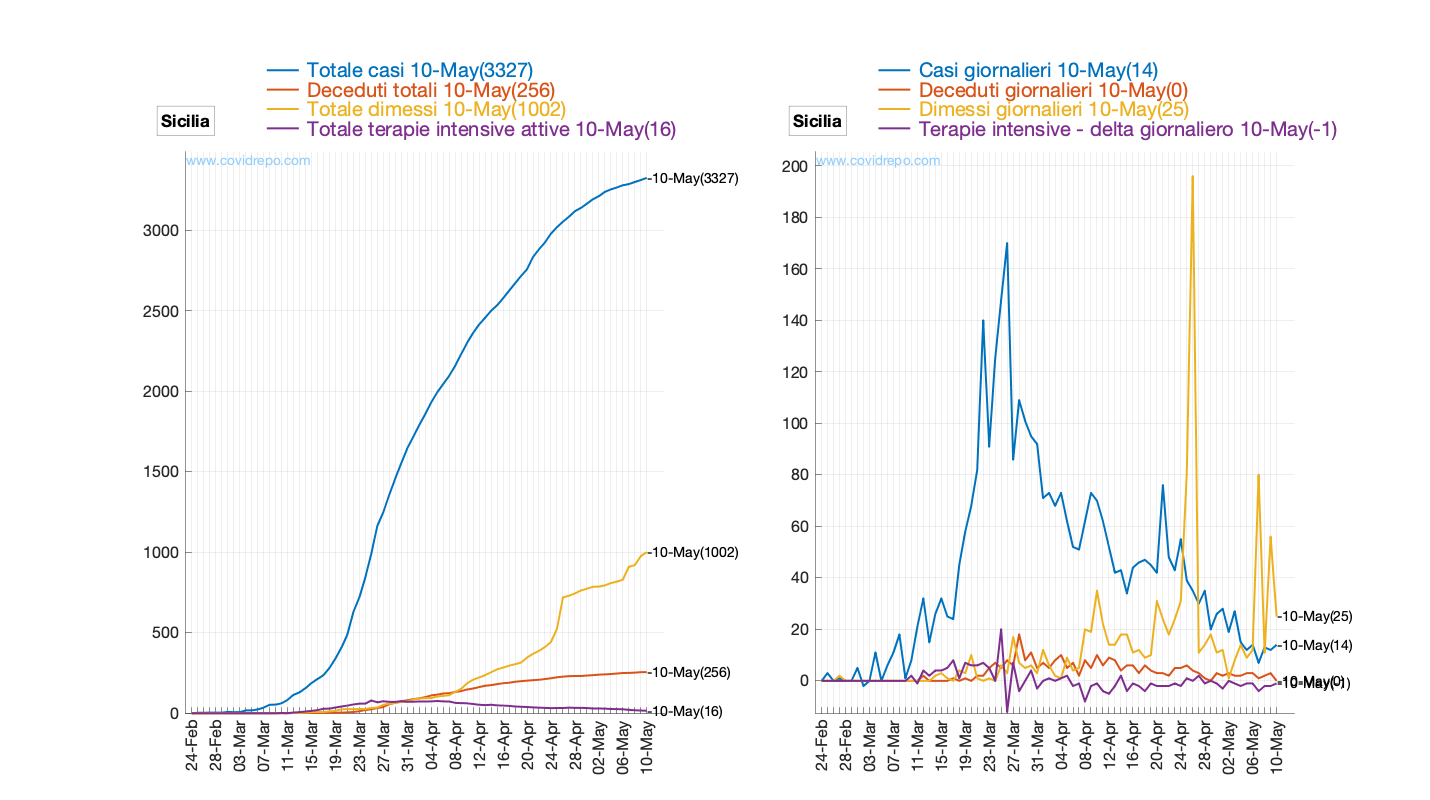 Totale casi 10-May(3327)
Deceduti totali 10-May(256)
Totale dimessi 10-May(1002)
Totale terapie intensive attive 10-May(16)
Sicilia
www.covidrepo.com
3000
2500
2000
1500
1000
500
0
-10-May(3327)
-10-May(1002)
-10-May(256)
-10-May(16)
24-Feb
28-Feb
03-Mar
07-Mar
11-Mar
15-Mar
19-Mar
23-Mar
27-Mar
31-Mar
04-Apr
08-Apr
12-Apr
16-Apr
20-Apr
24-Apr
28-Apr
02-May
06-May
10-May
Casi giornalieri 10-May(14)
Deceduti giornalieri 10-May(0)
Dimessi giornalieri 10-May(25)
Terapie intensive - delta giornaliero 10-May(-1)
Sicilia
www.covidrepo.com
200
180
160
140
120
100
80
60
40
20
0
-10-May(25)
-10-May(14)
-10-May(0)
-10-May(-1)
24-Feb
28-Feb
03-Mar
07-Mar
11-Mar
15-Mar
19-Mar
23-Mar
27-Mar
31-Mar
04-Apr
08-Apr
12-Apr
16-Apr
20-Apr
24-Apr
28-Apr
02-May
06-May
10-May